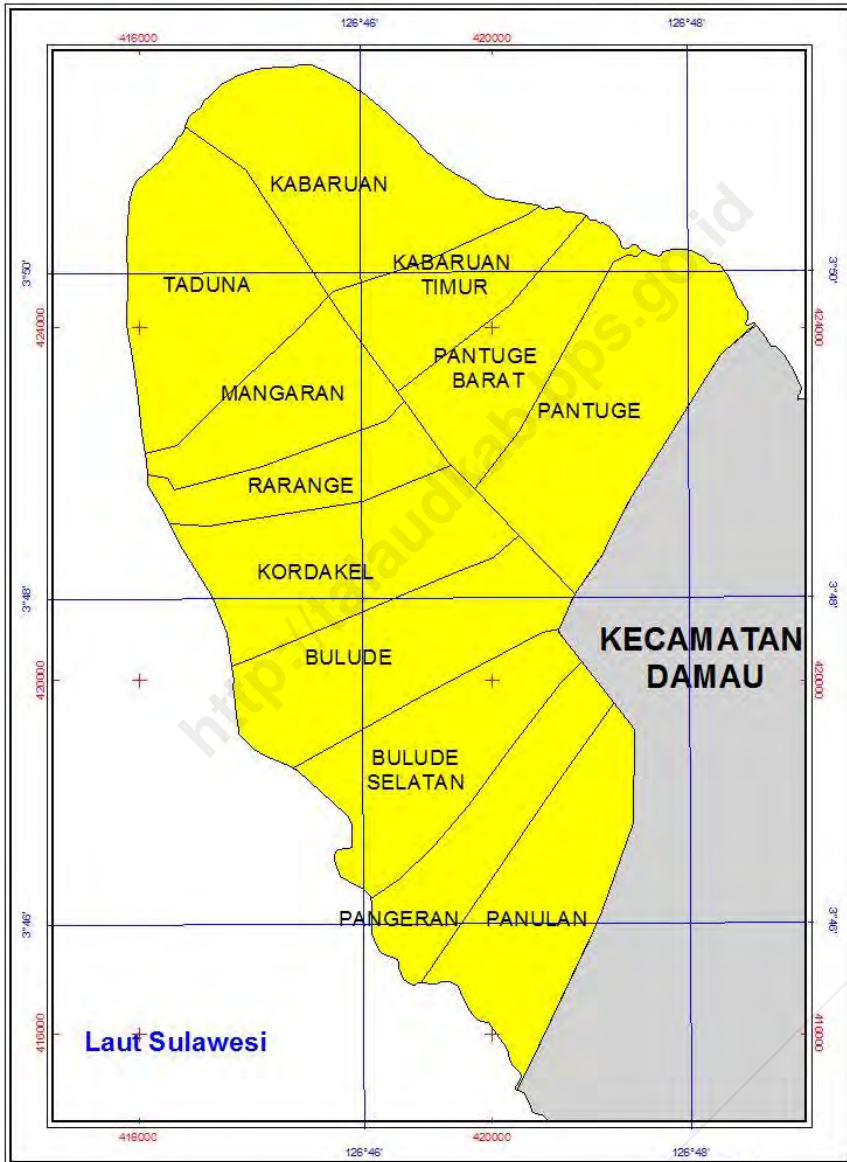 126°46'
126°48'
416000
420000
KABARUAN
3°50'
3°50'
KABARUAN
TIMUR
TADUNA
424000
424000
PANTUGE
BARAT
MANGARAN
PANTUGE
RARANGE
KORDAKEL
3°48'
3°48'
KECAMATAN
DAMAU
BULUDE
420000
420000
BULUDE
SELATAN
PANGERAN
PANULAN
3°46'
3°46'
Laut Sulawesi
416000
416000
416000
420000
126°46'
126°48'
http://talaudkab.bps.go.id